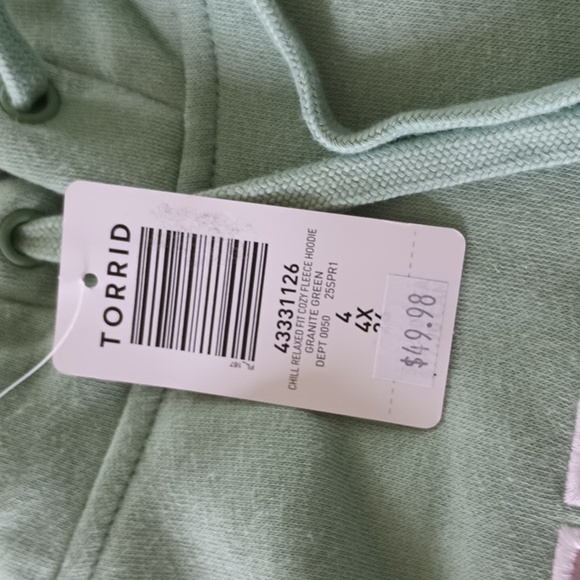 TORRID
43331126
CHILL RELAXED FIT COZY FLEECE HOODIE
GRANITE GREEN
DEPT 0050 25SPR1
4
4X
$49.98